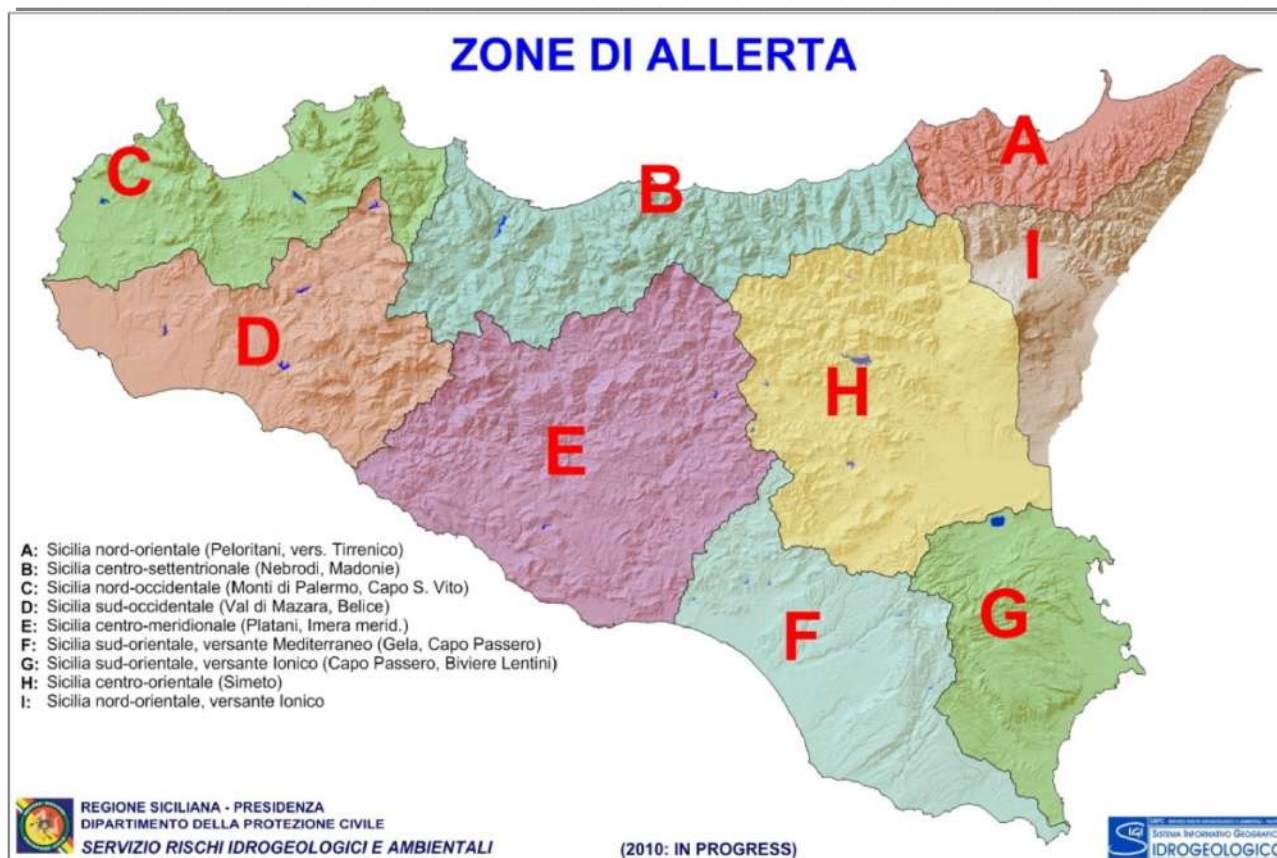 ZONE DI ALLERTA
A
C
B
I
D
H
E
G
F
A: Sicilia nord-orientale (Peloritani, vers. Tirrenico)
B: Sicilia centro-settentrionale (Nebrodi, Madonie)
C: Sicilia nord-occidentale (Monti di Palermo, Capo S. Vito)
D: Sicilia sud-occidentale (Val di Mazara, Belice)
E: Sicilia centro-meridionale (Platani, Imera merid.)
F: Sicilia sud-orientale, versante Mediterraneo (Gela, Capo Passero)
G: Sicilia sud-orientale, versante Ionico (Capo Passero, Biviere Lentini)
H: Sicilia centro-orientale (Simeto)
I: Sicilia nord-orientale, versante Ionico
REGIONE SICILIANA - PRESIDENZA
DIPARTIMENTO DELLA PROTEZIONE CIVILE
SERVIZIO RISCHI IDROGEOLOGICI E AMBIENTALI
(2010: IN PROGRESS)
SIGI
SISTEMA INFORMATIVO GEOGRAFICO
IDROGEOLOGICO